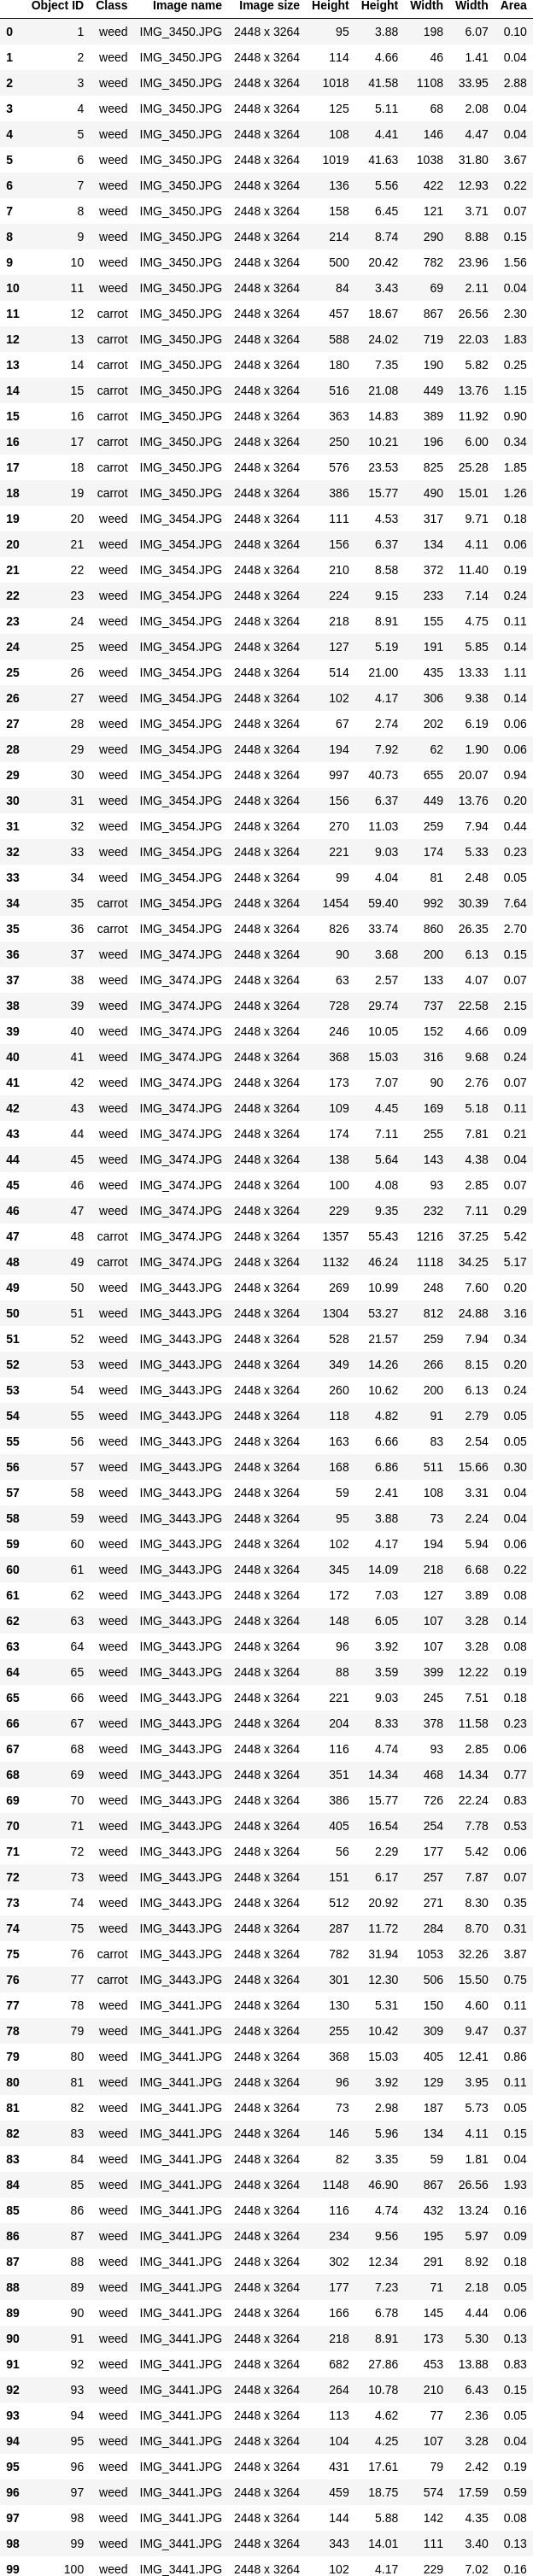 Object ID Class Image name Image size Height Height Width Width Area
0 1 weed IMG_3450.JPG 2448 x 3264 95 3.88 198 6.07 0.10
1 2 weed IMG_3450.JPG 2448 x 3264 114 4.66 46 1.41 0.04
2 3 weed IMG_3450.JPG 2448 x 3264 1018 41.58 1108 33.95 2.88
3 4 weed IMG_3450.JPG 2448 x 3264 125 5.11 68 2.08 0.04
4 5 weed IMG_3450.JPG 2448 x 3264 108 4.41 146 4.47 0.04
5 6 weed IMG_3450.JPG 2448 x 3264 1019 41.63 1038 31.80 3.67
6 7 weed IMG_3450.JPG 2448 x 3264 136 5.56 422 12.93 0.22
7 8 weed IMG_3450.JPG 2448 x 3264 158 6.45 121 3.71 0.07
8 9 weed IMG_3450.JPG 2448 x 3264 214 8.74 290 8.88 0.15
9 10 weed IMG_3450.JPG 2448 x 3264 500 20.42 782 23.96 1.56
10 11 weed IMG_3450.JPG 2448 x 3264 84 3.43 69 2.11 0.04
11 12 carrot IMG_3450.JPG 2448 x 3264 457 18.67 867 26.56 2.30
12 13 carrot IMG_3450.JPG 2448 x 3264 588 24.02 719 22.03 1.83
13 14 carrot IMG_3450.JPG 2448 x 3264 180 7.35 190 5.82 0.25
14 15 carrot IMG_3450.JPG 2448 x 3264 516 21.08 449 13.76 1.15
15 16 carrot IMG_3450.JPG 2448 x 3264 363 14.83 389 11.92 0.90
16 17 carrot IMG_3450.JPG 2448 x 3264 250 10.21 196 6.00 0.34
17 18 carrot IMG_3450.JPG 2448 x 3264 576 23.53 825 25.28 1.85
18 19 carrot IMG_3450.JPG 2448 x 3264 386 15.77 490 15.01 1.26
19 20 weed IMG_3454.JPG 2448 x 3264 111 4.53 317 9.71 0.18
20 21 weed IMG_3454.JPG 2448 x 3264 156 6.37 134 4.11 0.06
21 22 weed IMG_3454.JPG 2448 x 3264 210 8.58 372 11.40 0.19
22 23 weed IMG_3454.JPG 2448 x 3264 224 9.15 233 7.14 0.24
23 24 weed IMG_3454.JPG 2448 x 3264 218 8.91 155 4.75 0.11
24 25 weed IMG_3454.JPG 2448 x 3264 127 5.19 191 5.85 0.14
25 26 weed IMG_3454.JPG 2448 x 3264 514 21.00 435 13.33 1.11
26 27 weed IMG_3454.JPG 2448 x 3264 102 4.17 306 9.38 0.14
27 28 weed IMG_3454.JPG 2448 x 3264 67 2.74 202 6.19 0.06
28 29 weed IMG_3454.JPG 2448 x 3264 194 7.92 62 1.90 0.06
29 30 weed IMG_3454.JPG 2448 x 3264 997 40.73 655 20.07 0.94
30 31 weed IMG_3454.JPG 2448 x 3264 156 6.37 449 13.76 0.20
31 32 weed IMG_3454.JPG 2448 x 3264 270 11.03 259 7.94 0.44
32 33 weed IMG_3454.JPG 2448 x 3264 221 9.03 174 5.33 0.23
33 34 weed IMG_3454.JPG 2448 x 3264 99 4.04 81 2.48 0.05
34 35 carrot IMG_3454.JPG 2448 x 3264 1454 59.40 992 30.39 7.64
35 36 carrot IMG_3454.JPG 2448 x 3264 826 33.74 860 26.35 2.70
36 37 weed IMG_3474.JPG 2448 x 3264 90 3.68 200 6.13 0.15
37 38 weed IMG_3474.JPG 2448 x 3264 63 2.57 133 4.07 0.07
38 39 weed IMG_3474.JPG 2448 x 3264 728 29.74 737 22.58 2.15
39 40 weed IMG_3474.JPG 2448 x 3264 246 10.05 152 4.66 0.09
40 41 weed IMG_3474.JPG 2448 x 3264 368 15.03 316 9.68 0.24
41 42 weed IMG_3474.JPG 2448 x 3264 173 7.07 90 2.76 0.07
42 43 weed IMG_3474.JPG 2448 x 3264 109 4.45 169 5.18 0.11
43 44 weed IMG_3474.JPG 2448 x 3264 174 7.11 255 7.81 0.21
44 45 weed IMG_3474.JPG 2448 x 3264 138 5.64 143 4.38 0.04
45 46 weed IMG_3474.JPG 2448 x 3264 100 4.08 93 2.85 0.07
46 47 weed IMG_3474.JPG 2448 x 3264 229 9.35 232 7.11 0.29
47 48 carrot IMG_3474.JPG 2448 x 3264 1357 55.43 1216 37.25 5.42
48 49 carrot IMG_3474.JPG 2448 x 3264 1132 46.24 1118 34.25 5.17
49 50 weed IMG_3443.JPG 2448 x 3264 269 10.99 248 7.60 0.20
50 51 weed IMG_3443.JPG 2448 x 3264 1304 53.27 812 24.88 3.16
51 52 weed IMG_3443.JPG 2448 x 3264 528 21.57 259 7.94 0.34
52 53 weed IMG_3443.JPG 2448 x 3264 349 14.26 266 8.15 0.20
53 54 weed IMG_3443.JPG 2448 x 3264 260 10.62 200 6.13 0.24
54 55 weed IMG_3443.JPG 2448 x 3264 118 4.82 91 2.79 0.05
55 56 weed IMG_3443.JPG 2448 x 3264 163 6.66 83 2.54 0.05
56 57 weed IMG_3443.JPG 2448 x 3264 168 6.86 511 15.66 0.30
57 58 weed IMG_3443.JPG 2448 x 3264 59 2.41 108 3.31 0.04
58 59 weed IMG_3443.JPG 2448 x 3264 95 3.88 73 2.24 0.04
59 60 weed IMG_3443.JPG 2448 x 3264 102 4.17 194 5.94 0.06
60 61 weed IMG_3443.JPG 2448 x 3264 345 14.09 218 6.68 0.22
61 62 weed IMG_3443.JPG 2448 x 3264 172 7.03 127 3.89 0.08
62 63 weed IMG_3443.JPG 2448 x 3264 148 6.05 107 3.28 0.14
63 64 weed IMG_3443.JPG 2448 x 3264 96 3.92 107 3.28 0.08
64 65 weed IMG_3443.JPG 2448 x 3264 88 3.59 399 12.22 0.19
65 66 weed IMG_3443.JPG 2448 x 3264 221 9.03 245 7.51 0.18
66 67 weed IMG_3443.JPG 2448 x 3264 204 8.33 378 11.58 0.23
67 68 weed IMG_3443.JPG 2448 x 3264 116 4.74 93 2.85 0.06
68 69 weed IMG_3443.JPG 2448 x 3264 351 14.34 468 14.34 0.77
69 70 weed IMG_3443.JPG 2448 x 3264 386 15.77 726 22.24 0.83
70 71 weed IMG_3443.JPG 2448 x 3264 405 16.54 254 7.78 0.53
71 72 weed IMG_3443.JPG 2448 x 3264 56 2.29 177 5.42 0.06
72 73 weed IMG_3443.JPG 2448 x 3264 151 6.17 257 7.87 0.07
73 74 weed IMG_3443.JPG 2448 x 3264 512 20.92 271 8.30 0.35
74 75 weed IMG_3443.JPG 2448 x 3264 287 11.72 284 8.70 0.31
75 76 carrot IMG_3443.JPG 2448 x 3264 782 31.94 1053 32.26 3.87
76 77 carrot IMG_3443.JPG 2448 x 3264 301 12.30 506 15.50 0.75
77 78 weed IMG_3441.JPG 2448 x 3264 130 5.31 150 4.60 0.11
78 79 weed IMG_3441.JPG 2448 x 3264 255 10.42 309 9.47 0.37
79 80 weed IMG_3441.JPG 2448 x 3264 368 15.03 405 12.41 0.86
80 81 weed IMG_3441.JPG 2448 x 3264 96 3.92 129 3.95 0.11
81 82 weed IMG_3441.JPG 2448 x 3264 73 2.98 187 5.73 0.05
82 83 weed IMG_3441.JPG 2448 x 3264 146 5.96 134 4.11 0.15
83 84 weed IMG_3441.JPG 2448 x 3264 82 3.35 59 1.81 0.04
84 85 weed IMG_3441.JPG 2448 x 3264 1148 46.90 867 26.56 1.93
85 86 weed IMG_3441.JPG 2448 x 3264 116 4.74 432 13.24 0.16
86 87 weed IMG_3441.JPG 2448 x 3264 234 9.56 195 5.97 0.09
87 88 weed IMG_3441.JPG 2448 x 3264 302 12.34 291 8.92 0.18
88 89 weed IMG_3441.JPG 2448 x 3264 177 7.23 71 2.18 0.05
89 90 weed IMG_3441.JPG 2448 x 3264 166 6.78 145 4.44 0.06
90 91 weed IMG_3441.JPG 2448 x 3264 218 8.91 173 5.30 0.13
91 92 weed IMG_3441.JPG 2448 x 3264 682 27.86 453 13.88 0.83
92 93 weed IMG_3441.JPG 2448 x 3264 264 10.78 210 6.43 0.15
93 94 weed IMG_3441.JPG 2448 x 3264 113 4.62 77 2.36 0.05
94 95 weed IMG_3441.JPG 2448 x 3264 104 4.25 107 3.28 0.04
95 96 weed IMG_3441.JPG 2448 x 3264 431 17.61 79 2.42 0.19
96 97 weed IMG_3441.JPG 2448 x 3264 459 18.75 574 17.59 0.59
97 98 weed IMG_3441.JPG 2448 x 3264 144 5.88 142 4.35 0.08
98 99 weed IMG_3441.JPG 2448 x 3264 343 14.01 111 3.40 0.13
99 100 weed IMG_3441.JPG 2448 x 3264 102 4.17 229 7.02 0.16